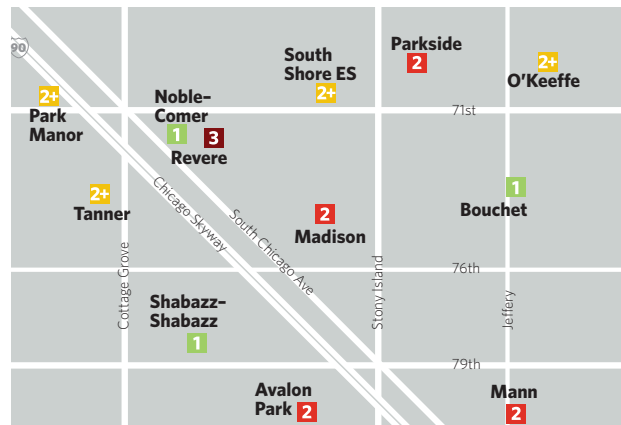 90
Parkside
2
South
Shore ES
2+
2+
O'Keeffe
2+
Park
Manor
Noble–
Comer
1
3
Revere
71st
2+
Tanner
1
Bouchet
2
Madison
Chicago Skyway
South Chicago Ave
Cottage Grove
Stony Island
Jeffery
76th
Shabazz–
Shabazz
1
79th
Avalon
Park 2
Mann
2